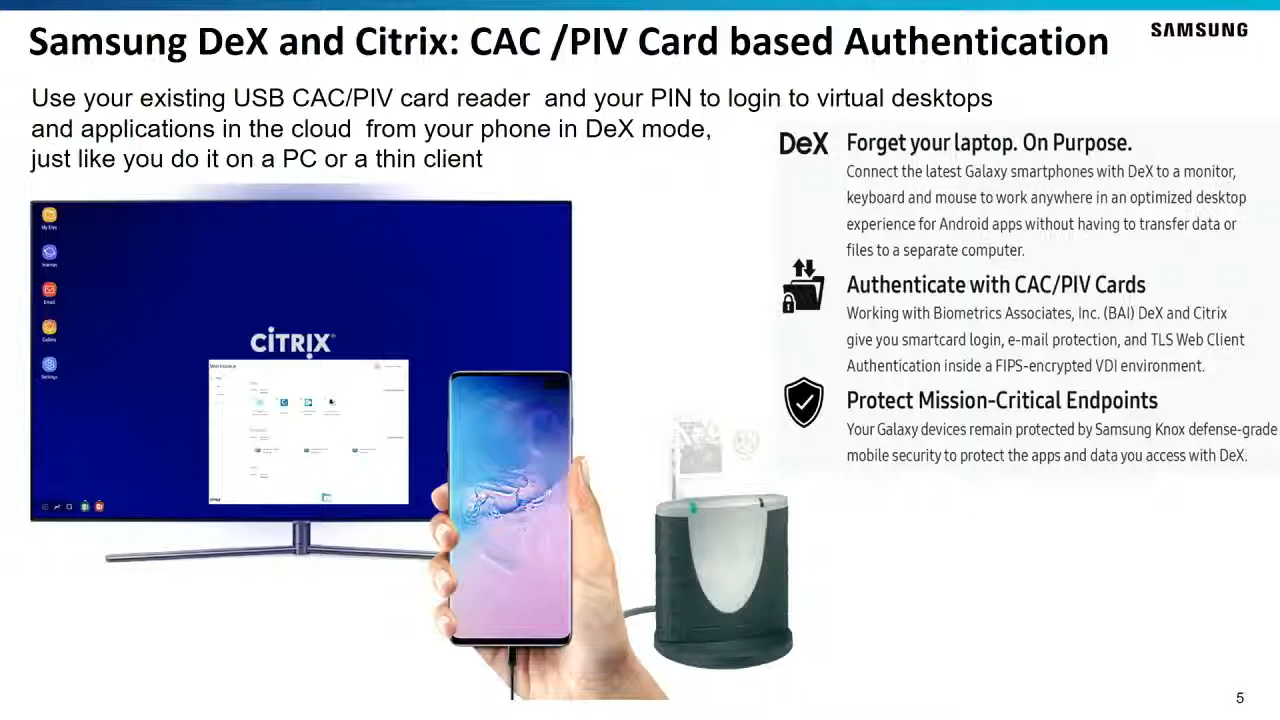 Samsung DeX and Citrix: CAC /PIV Card based Authentication
SAMSUNG
Use your existing USB CAC/PIV card reader  and your PIN to login to virtual desktops
and applications in the cloud  from your phone in DeX mode,
just like you do it on a PC or a thin client
DeX
Forget your laptop. On Purpose.
Connect the latest Galaxy smartphones with DeX to a monitor,
keyboard and mouse to work anywhere in an optimized desktop
experience for Android apps without having to transfer data or
files to a separate computer.
Authenticate with CAC/PIV Cards
Working with Biometrics Associates, Inc. (BAI) DeX and Citrix
give you smartcard login, e-mail protection, and TLS Web Client
Authentication inside a FIPS-encrypted VDI environment.
Protect Mission-Critical Endpoints
Your Galaxy devices remain protected by Samsung Knox defense-grade
mobile security to protect the apps and data you access with DeX.
My Files
Internet
Email
Gallery
Settings
CITRIX
Workspace
5